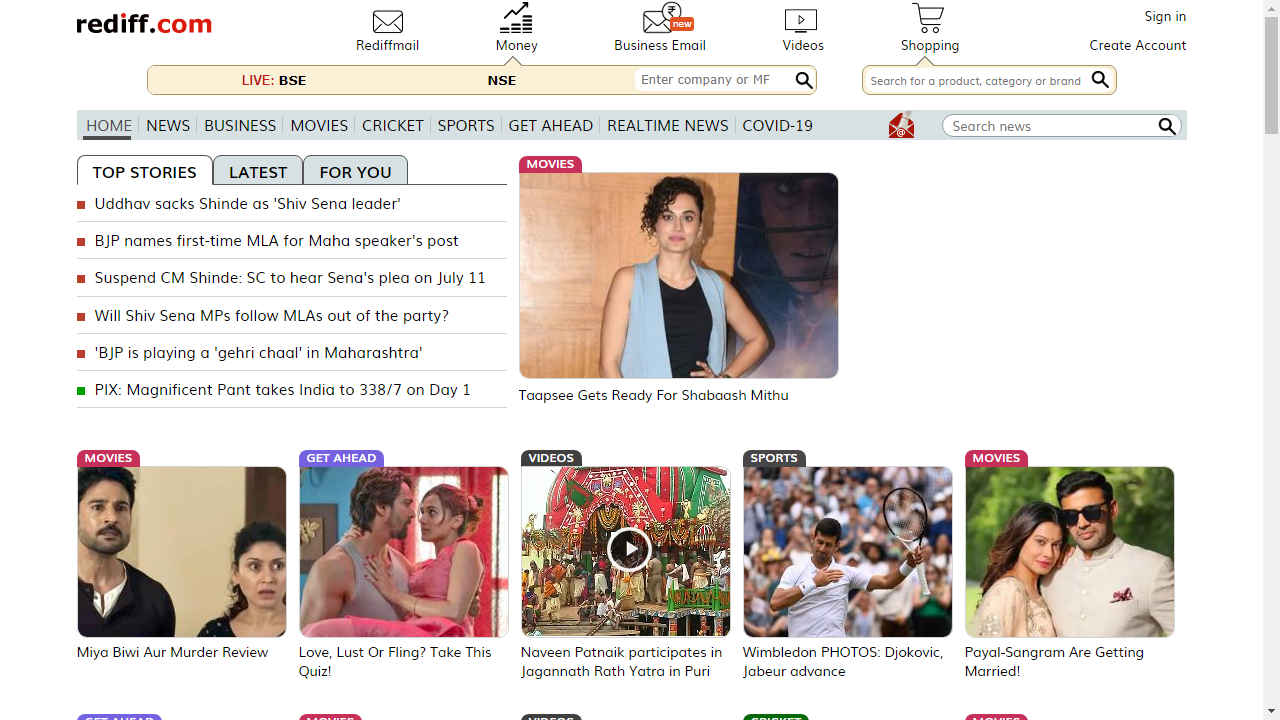 rediff.com
Rediffmail
Money
Business Email
new
Videos
Shopping
Sign in
Create Account
LIVE: BSE
NSE
Enter company or MF
Search for a product, category or brand
HOME
NEWS
BUSINESS
MOVIES
CRICKET
SPORTS
GET AHEAD
REALTIME NEWS
COVID-19
@
Search news
TOP STORIES
LATEST
FOR YOU
Uddhav sacks Shinde as 'Shiv Sena leader'
BJP names first-time MLA for Maha speaker's post
Suspend CM Shinde: SC to hear Sena's plea on July 11
Will Shiv Sena MPs follow MLAs out of the party?
'BJP is playing a 'gehri chaal' in Maharashtra'
PIX: Magnificent Pant takes India to 338/7 on Day 1
MOVIES
Taapsee Gets Ready For Shabaash Mithu
MOVIES
Miya Biwi Aur Murder Review
GET AHEAD
Love, Lust Or Fling? Take This
Quiz!
VIDEOS
Naveen Patnaik participates in
Jagannath Rath Yatra in Puri
SPORTS
Wimbledon PHOTOS: Djokovic,
Jabeur advance
MOVIES
Payal-Sangram Are Getting
Married!
GET AHEAD
MOVIES
VIDEOS
CRICKET
MOVIES